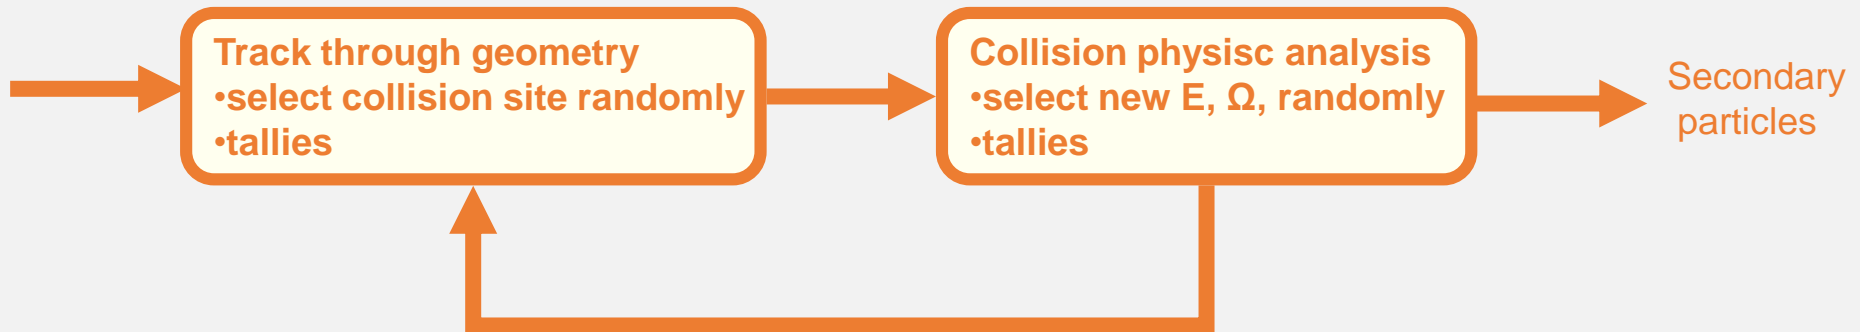 Track through geometry
•select collision site randomly
•tallies
Collision physisc analysis
•select new E, Ω, randomly
•tallies
Secondary
particles